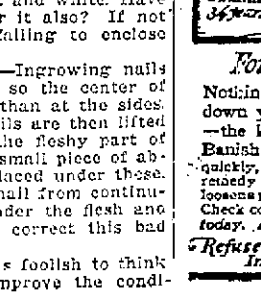 and white. Have
r it also? If not
failing to enclose
—Ingrowing nails
so the center of
than at the sides.
ils are then lifted
the fleshy part of
small piece of ab-
laced under these.
nail from continu-
der the flesh and
correct this bad
s foolish to think
mprove the condi-
Fo
Nothin
down y
—the
Banish
quickly,
remedy
loosens
Check co
today.
Refuse